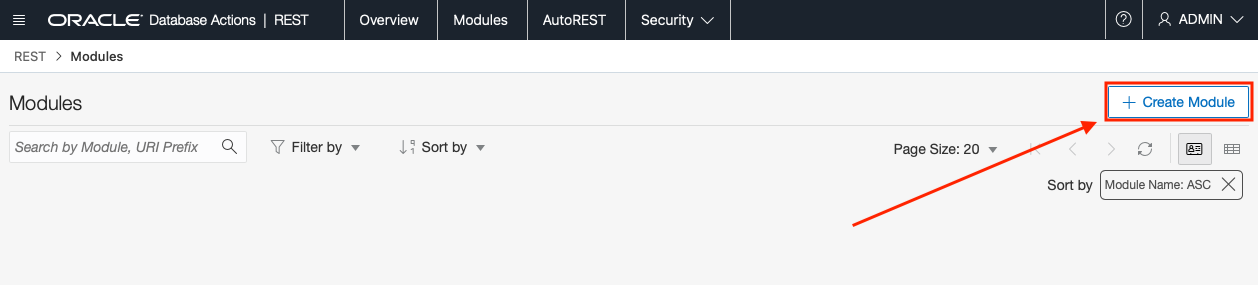 ORACLE Database Actions | REST Overview Modules AutoREST Security ADMIN
REST > Modules
Modules
+ Create Module
Search by Module, URI Prefix Filter by Sort by Page Size: 20
Sort by Module Name: ASC